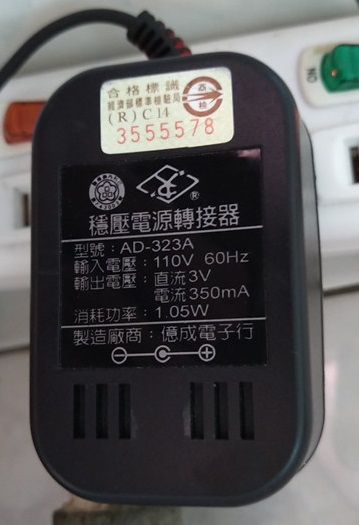 合格標識
經濟部標準檢驗局
(R)C14
3555578
®
穩壓電源轉接器
型號：AD-323A
輸入電壓：110V 60Hz
輸出電壓：直流3V
電流350mA
消耗功率：1.05W
製造廠商：億成電子行
NO